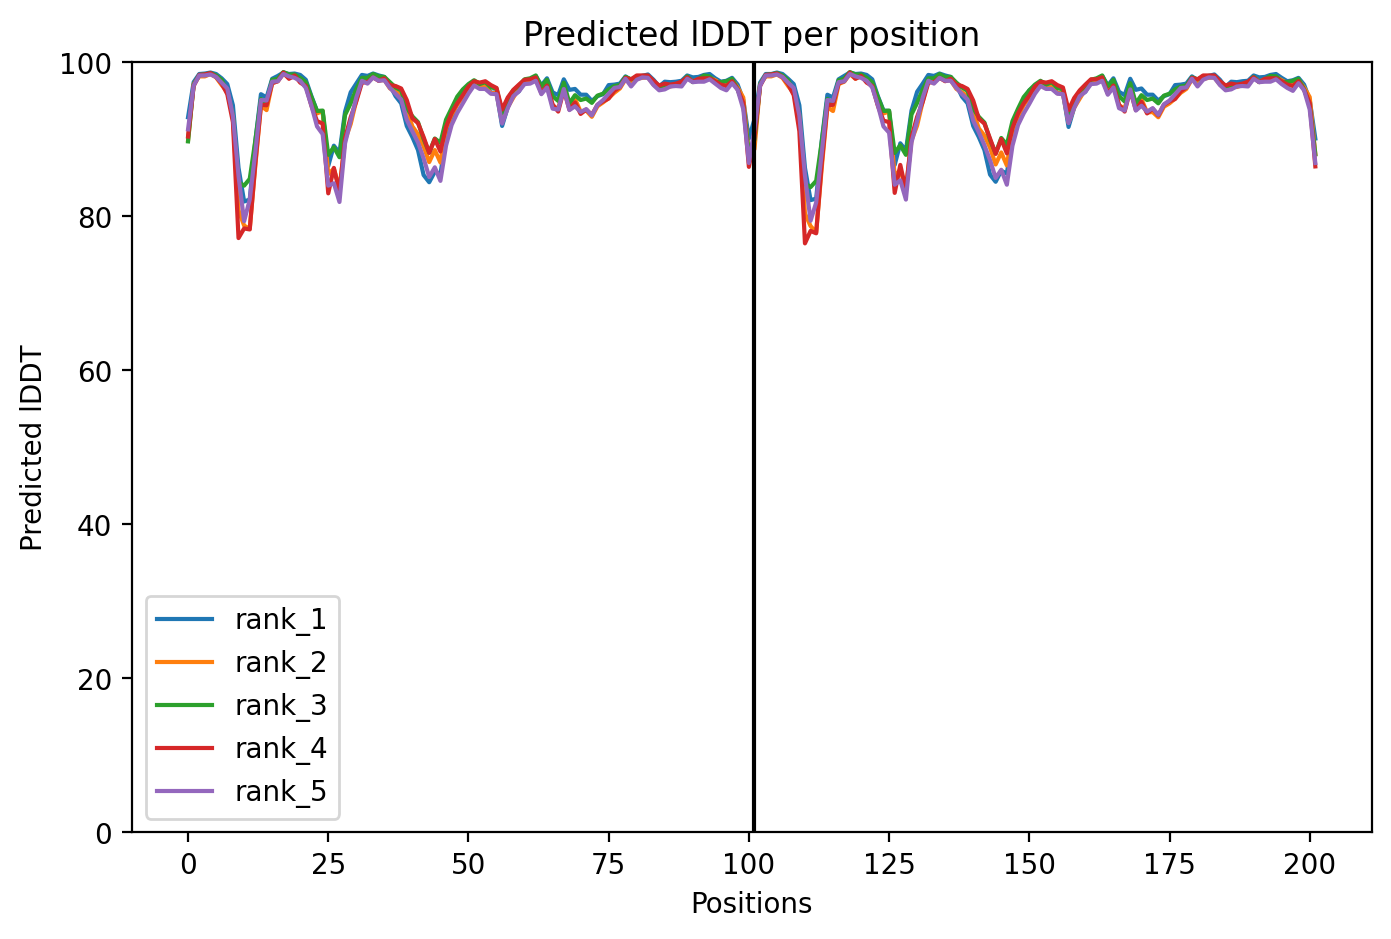 Predicted lDDT per position
100
80
60
40
20
0
Predicted lDDT
rank_1
rank_2
rank_3
rank_4
rank_5
0 25 50 75 100 125 150 175 200
Positions